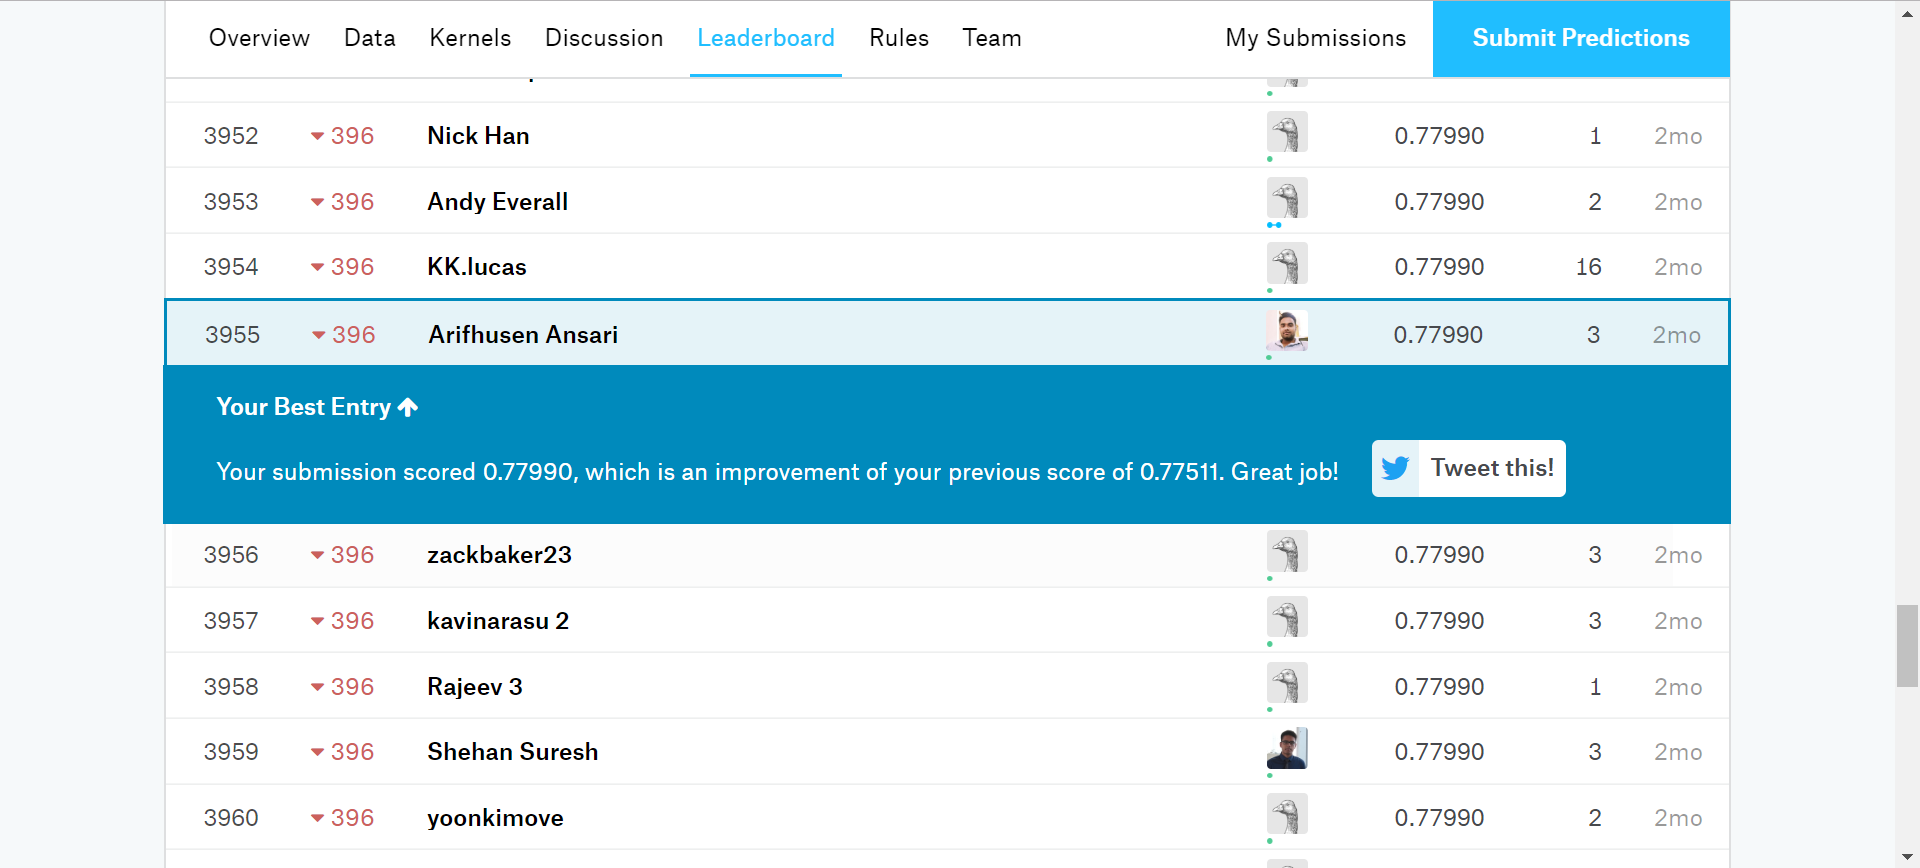 Overview Data Kernels Discussion Leaderboard Rules Team My Submissions Submit Predictions
3952 396 Nick Han 0.77990 1 2mo
3953 396 Andy Everall 0.77990 2 2mo
3954 396 KK.lucas 0.77990 16 2mo
3955 396 Arifhusen Ansari 0.77990 3 2mo
Your Best Entry
Your submission scored 0.77990, which is an improvement of your previous score of 0.77511. Great job! Tweet this!
3956 396 zackbaker23 0.77990 3 2mo
3957 396 kavinarasu 2 0.77990 3 2mo
3958 396 Rajeev 3 0.77990 1 2mo
3959 396 Shehan Suresh 0.77990 3 2mo
3960 396 yoonkimove 0.77990 2 2mo